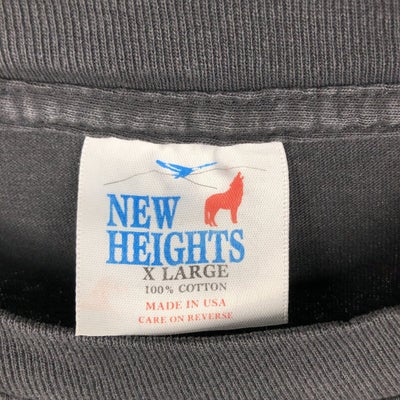 NEW
HEIGHTS
X LARGE
100% COTTON
MADE IN USA
CARE ON REVERSE